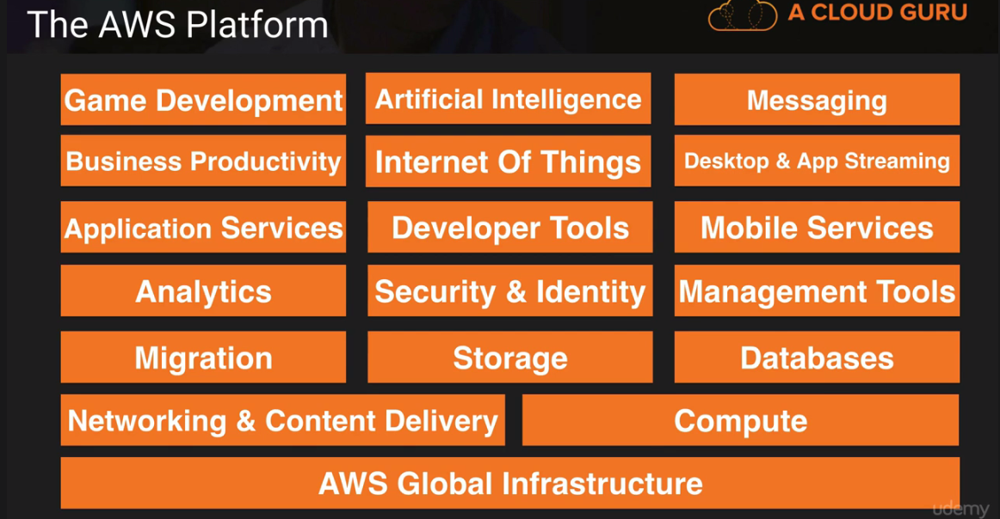 The AWS Platform
A CLOUD GURU
Game Development
Artificial Intelligence
Messaging
Business Productivity
Internet Of Things
Desktop & App Streaming
Application Services
Developer Tools
Mobile Services
Analytics
Security & Identity
Management Tools
Migration
Storage
Databases
Networking & Content Delivery
Compute
AWS Global Infrastructure
udemy